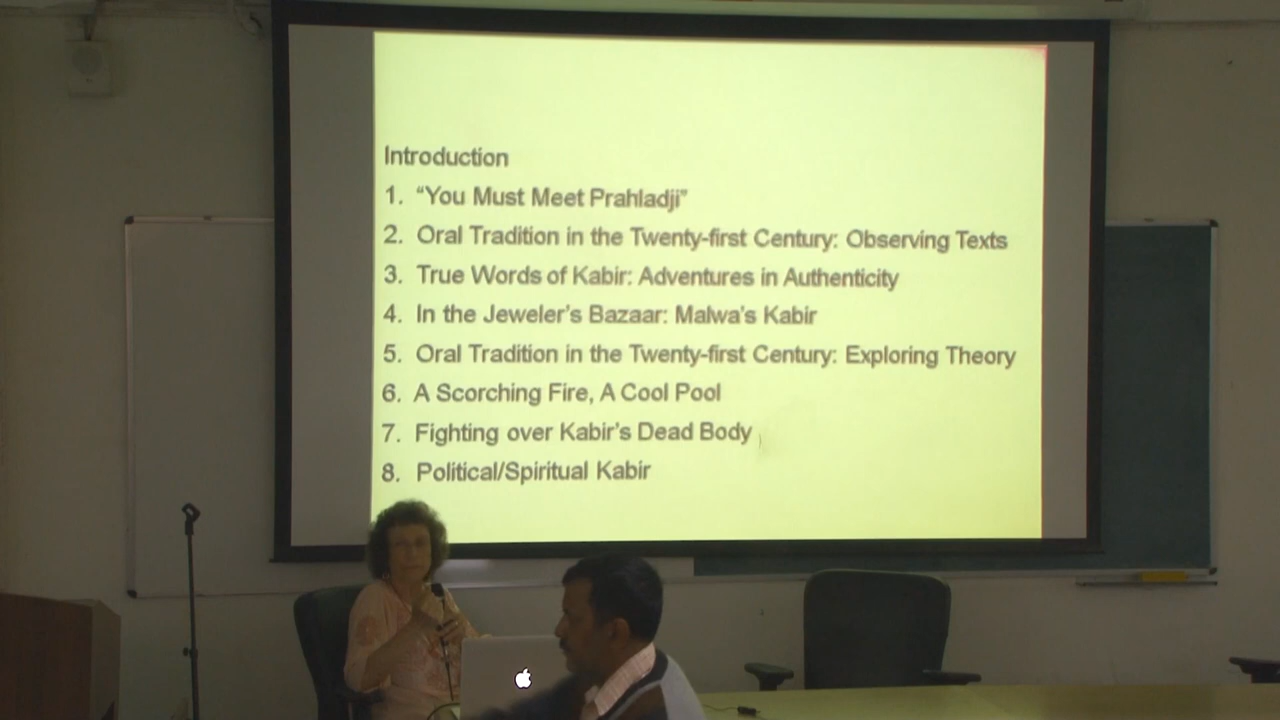 Introduction
1. “You Must Meet Prahladji”
2. Oral Tradition in the Twenty-first Century: Observing Texts
3. True Words of Kabir: Adventures in Authenticity
4. In the Jeweler’s Bazaar: Malwa’s Kabir
5. Oral Tradition in the Twenty-first Century: Exploring Theory
6. A Scorching Fire, A Cool Pool
7. Fighting over Kabir’s Dead Body
8. Political/Spiritual Kabir